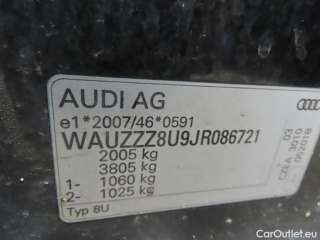 AUDI AG
e1*2007/46*0591
WAUZZZ8U9JR086721
2005 kg
3805 kg
1- 1060 kg
2- 1025 kg
Typ 8U
CarOutlet.eu